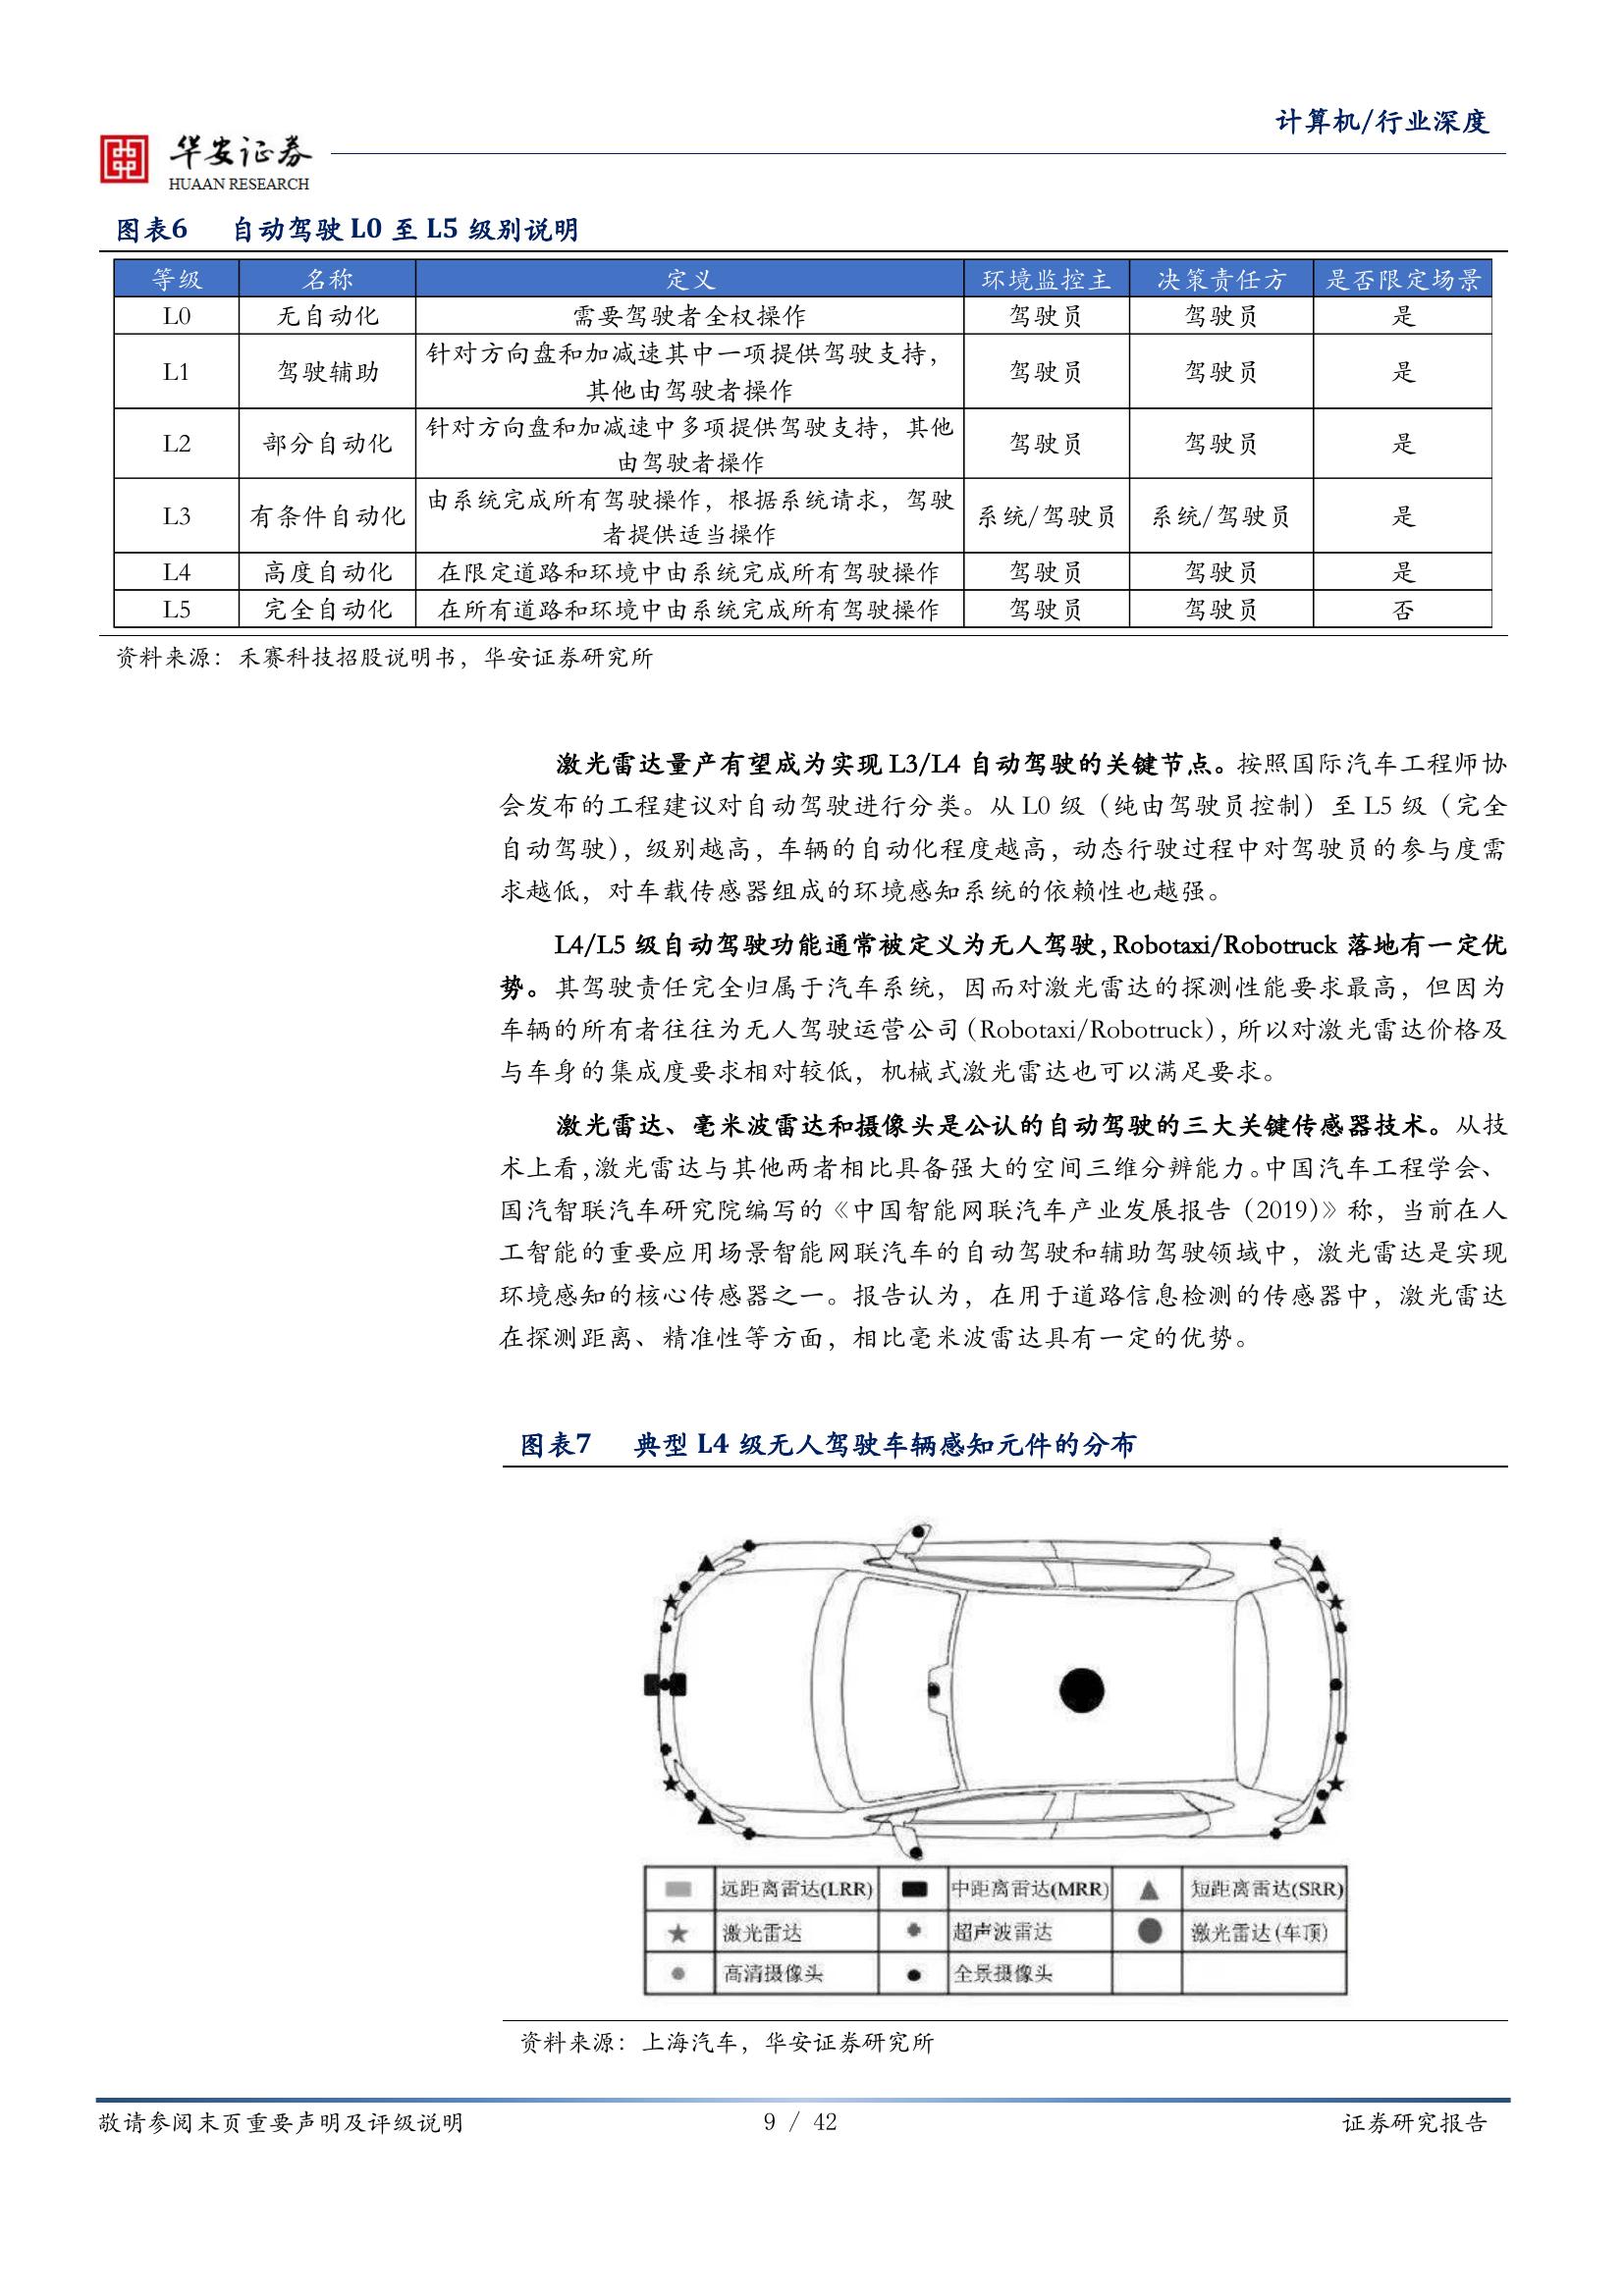 计算机/行业深度
华安证券
HUAAN RESEARCH
图表6 自动驾驶 L0 至 L5 级别说明
等级 名称 定义 环境监控主 决策责任方 是否限定场景
L0 无自动化 需要驾驶者全权操作 驾驶员 驾驶员 是
L1 驾驶辅助 针对方向盘和加减速其中一项提供驾驶支持，
其他由驾驶者操作 驾驶员 驾驶员 是
L2 部分自动化 针对方向盘和加减速中多项提供驾驶支持，其他
由驾驶者操作 驾驶员 驾驶员 是
L3 有条件自动化 由系统完成所有驾驶操作，根据系统请求，驾驶
者提供适当操作 系统/驾驶员 系统/驾驶员 是
L4 高度自动化 在限定道路和环境中由系统完成所有驾驶操作 驾驶员 驾驶员 是
L5 完全自动化 在所有道路和环境中由系统完成所有驾驶操作 驾驶员 驾驶员 否
资料来源：禾赛科技招股说明书，华安证券研究所
激光雷达量产有望成为实现 L3/L4 自动驾驶的关键节点。按照国际汽车工程师协
会发布的工程建议对自动驾驶进行分类。从 L0 级（纯由驾驶员控制）至 L5 级（完全
自动驾驶），级别越高，车辆的自动化程度越高，动态行驶过程中对驾驶员的参与度需
求越低，对车载传感器组成的环境感知系统的依赖性也越强。
L4/L5 级自动驾驶功能通常被定义为无人驾驶，Robotaxi/Robotruck 落地有一定优
势。其驾驶责任完全归属于汽车系统，因而对激光雷达的探测性能要求最高，但因为
车辆的所有者往往为无人驾驶运营公司（Robotaxi/Robotruck），所以对激光雷达价格及
与车身的集成度要求相对较低，机械式激光雷达也可以满足要求。
激光雷达、毫米波雷达和摄像头是公认的自动驾驶的三大关键传感器技术。从技
术上看，激光雷达与其他两者相比具备强大的空间三维分辨能力。中国汽车工程学会、
国汽智联汽车研究院编写的《中国智能网联汽车产业发展报告（2019）》称，当前在人
工智能的重要应用场景智能网联汽车的自动驾驶和辅助驾驶领域中，激光雷达是实现
环境感知的核心传感器之一。报告认为，在用于道路信息检测的传感器中，激光雷达
在探测距离、精准性等方面，相比毫米波雷达具有一定的优势。
图表7 典型 L4 级无人驾驶车辆感知元件的分布
远距离雷达(LRR) 中距离雷达(MRR) 短距离雷达(SRR)
激光雷达 超声波雷达 激光雷达(车顶)
高清摄像头 全景摄像头
资料来源：上海汽车，华安证券研究所
敬请参阅末页重要声明及评级说明 9 / 42 证券研究报告